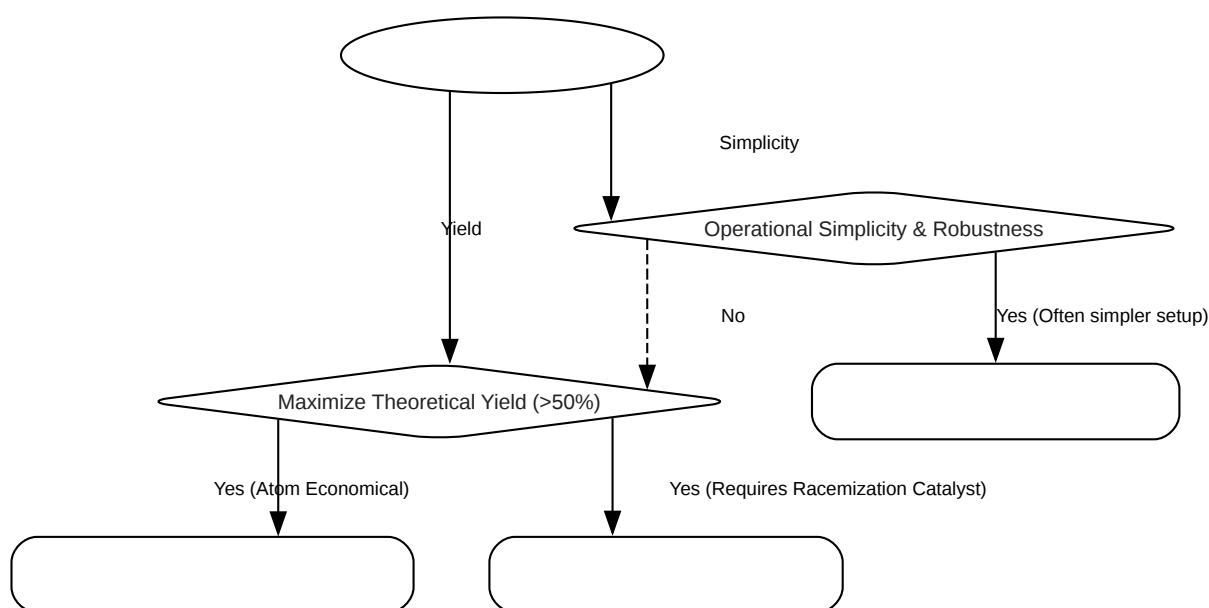 Simplicity
Yield
Operational Simplicity & Robustness
No
Yes (Often simpler setup)
Maximize Theoretical Yield (>50%)
Yes (Atom Economical)
Yes (Requires Racemization Catalyst)